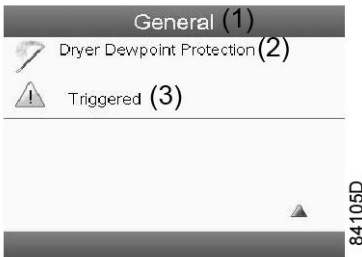 General (1)
Dryer Dewpoint Protection (2)
Triggered (3)
84105D